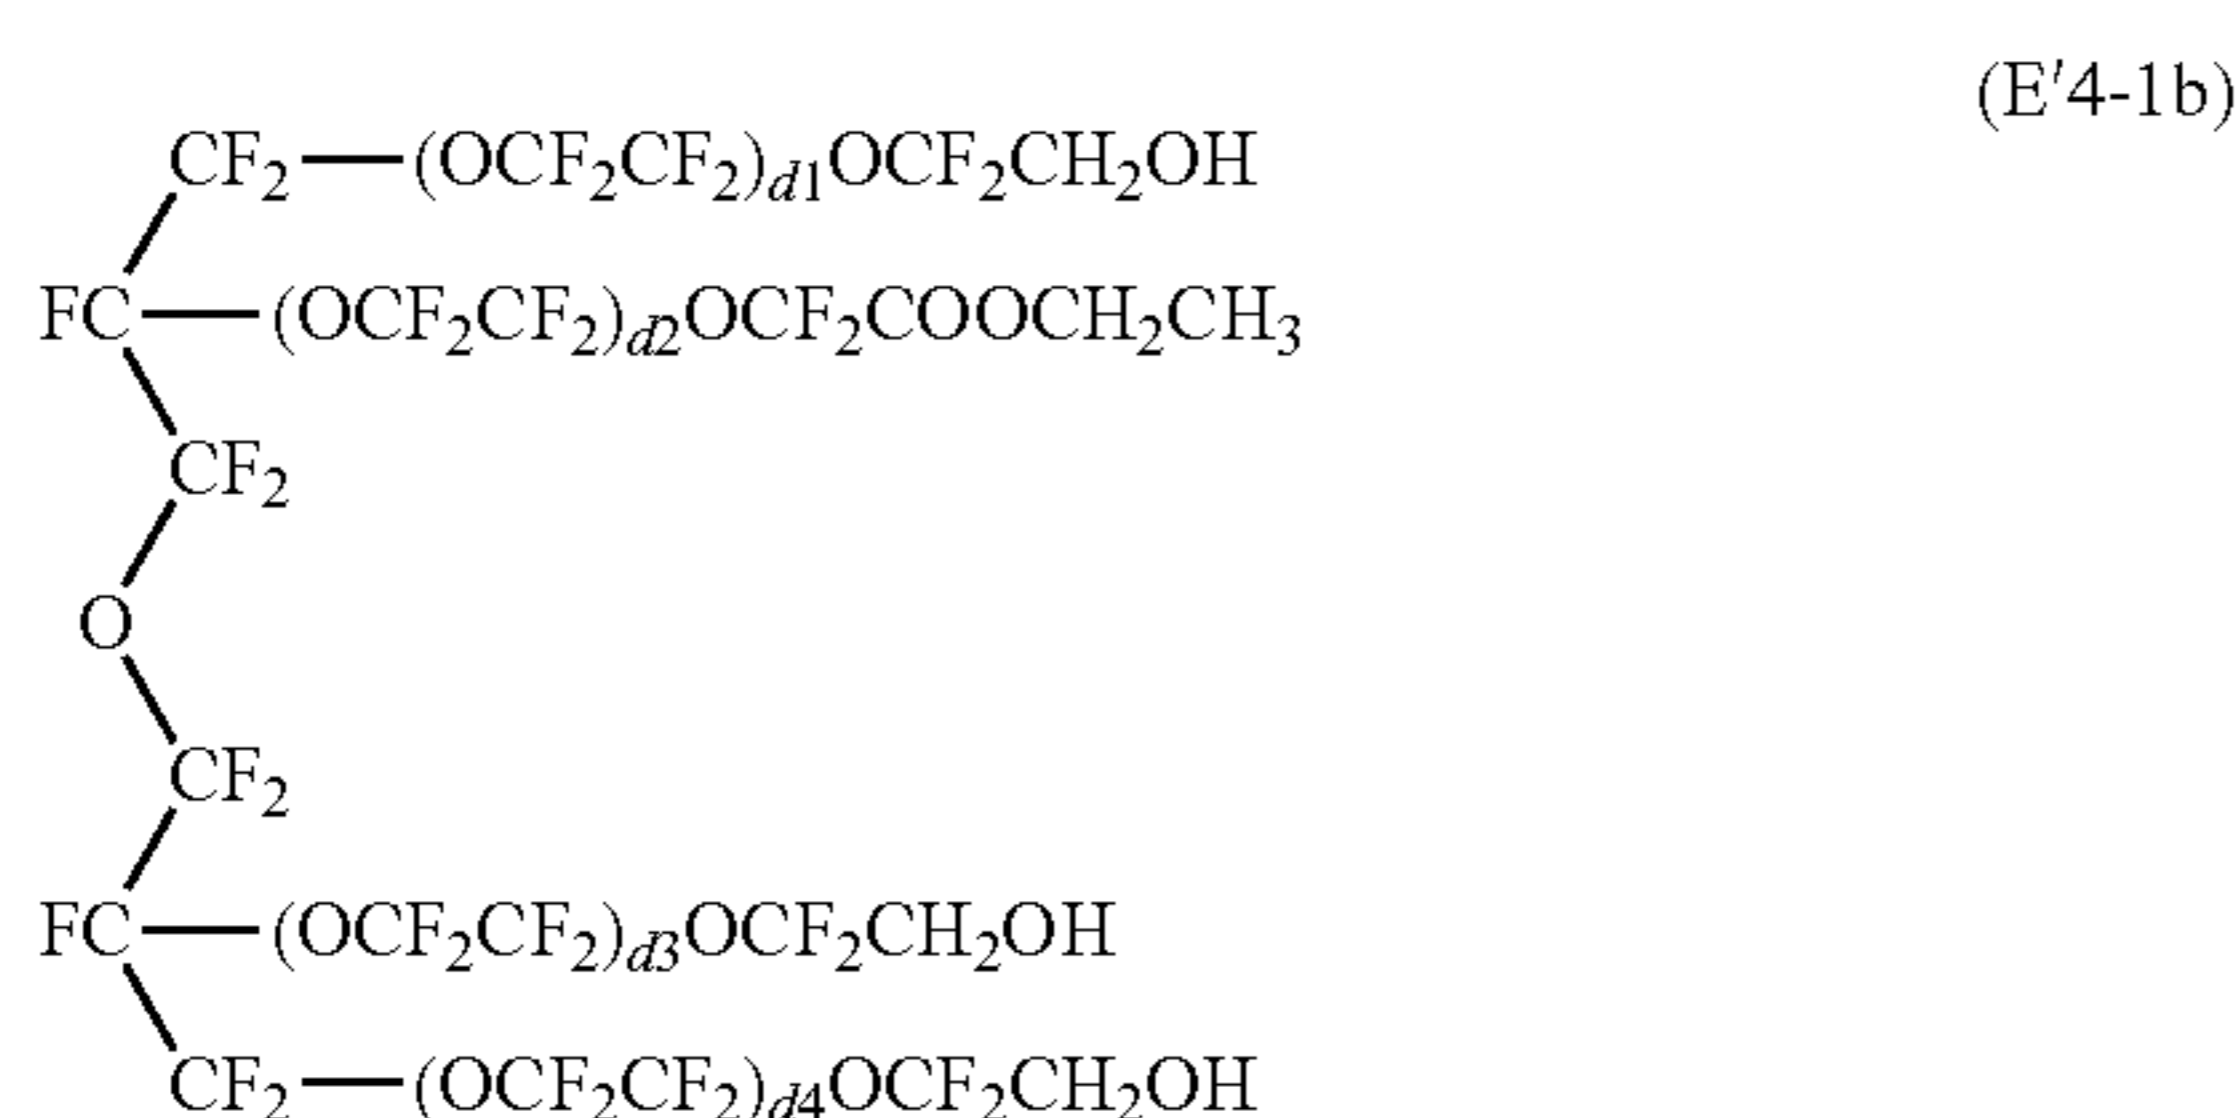 (E′4-1b)
CF₂—(OCF₂CF₂)d1OCF₂CH₂OH
FC—(OCF₂CF₂)d2OCF₂COOCH₂CH₃
CF₂
O
CF₂
FC—(OCF₂CF₂)d3OCF₂CH₂OH
CF₂—(OCF₂CF₂)d4OCF₂CH₂OH